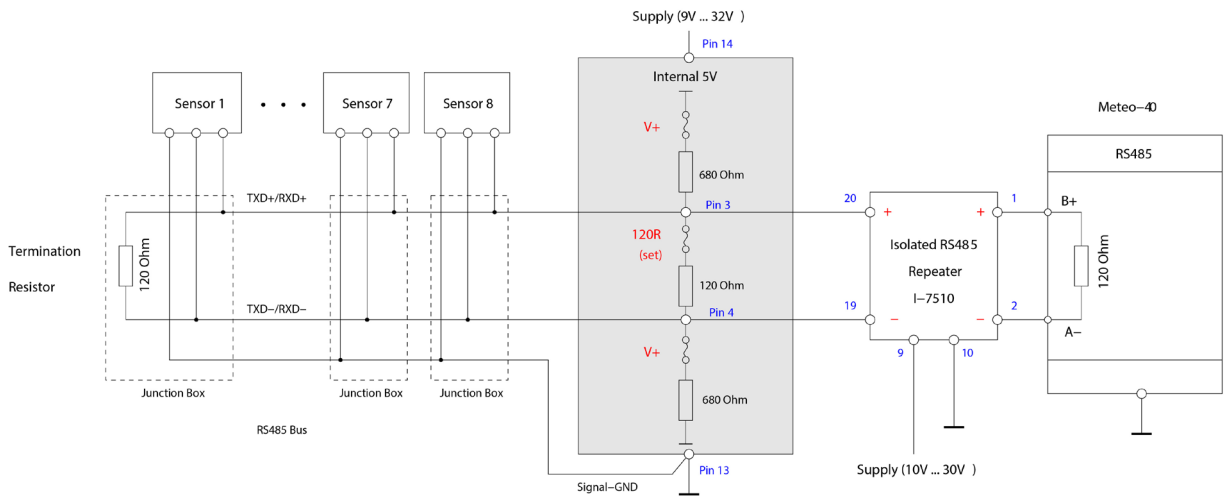 Supply (9V ... 32V )
Pin 14
Internal 5V
Sensor 1
Sensor 7
Sensor 8
Meteo-40
V+
RS485
680 Ohm
TXD+/RXD+
Pin 3
20
1
B+
+
+
120R
(set)
Isolated RS485
Repeater
I-7510
Termination
Resistor
120 Ohm
120 Ohm
120 Ohm
TXD-/RXD-
Pin 4
19
2
-
-
A-
V+
9
10
Junction Box
Junction Box
Junction Box
680 Ohm
RS485 Bus
Pin 13
Supply (10V ... 30V )
Signal-GND